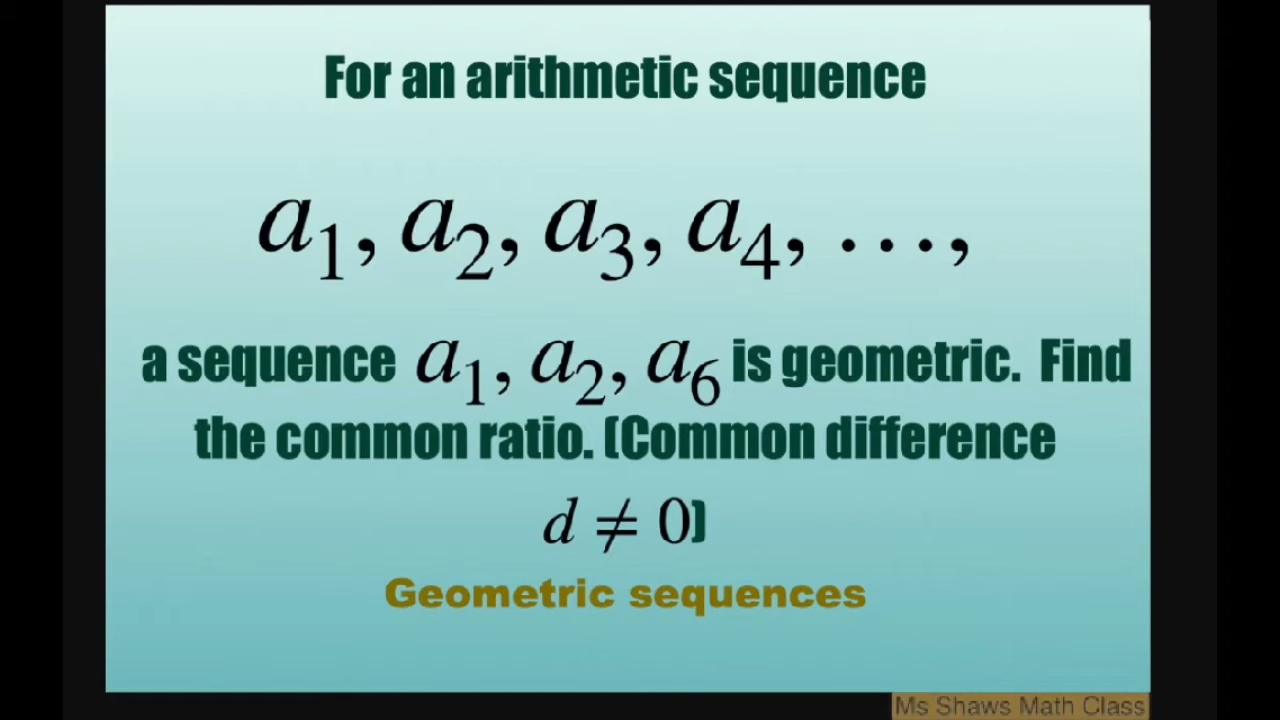 For an arithmetic sequence
a₁, a₂, a₃, a₄, . . . ,
a sequence a₁, a₂, a₆ is geometric. Find
the common ratio. (Common difference
d ≠ 0)
Geometric sequences
Ms Shaws Math Class